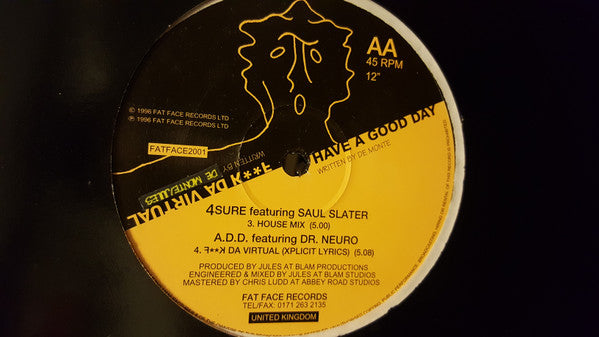 AA
45 RPM
12"
℗ 1996 FAT FACE RECORDS LTD
℗ 1996 FAT FACE RECORDS LTD
FATFACE2001
HAVE A GOOD DAY
WRITTEN BY DE MONTE
F**K DA VIRTUAL
WRITTEN BY
DE MONTE/JULES
4SURE featuring SAUL SLATER
3. HOUSE MIX (5.00)
A.D.D. featuring DR. NEURO
4. F**K DA VIRTUAL (XPLICIT LYRICS) (5.08)
PRODUCED BY JULES AT BLAM PRODUCTIONS
ENGINEERED & MIXED BY JULES AT BLAM STUDIOS
MASTERED BY CHRIS LUDD AT ABBEY ROAD STUDIOS
FAT FACE RECORDS
TEL/FAX: 0171 263 2135
UNITED KINGDOM